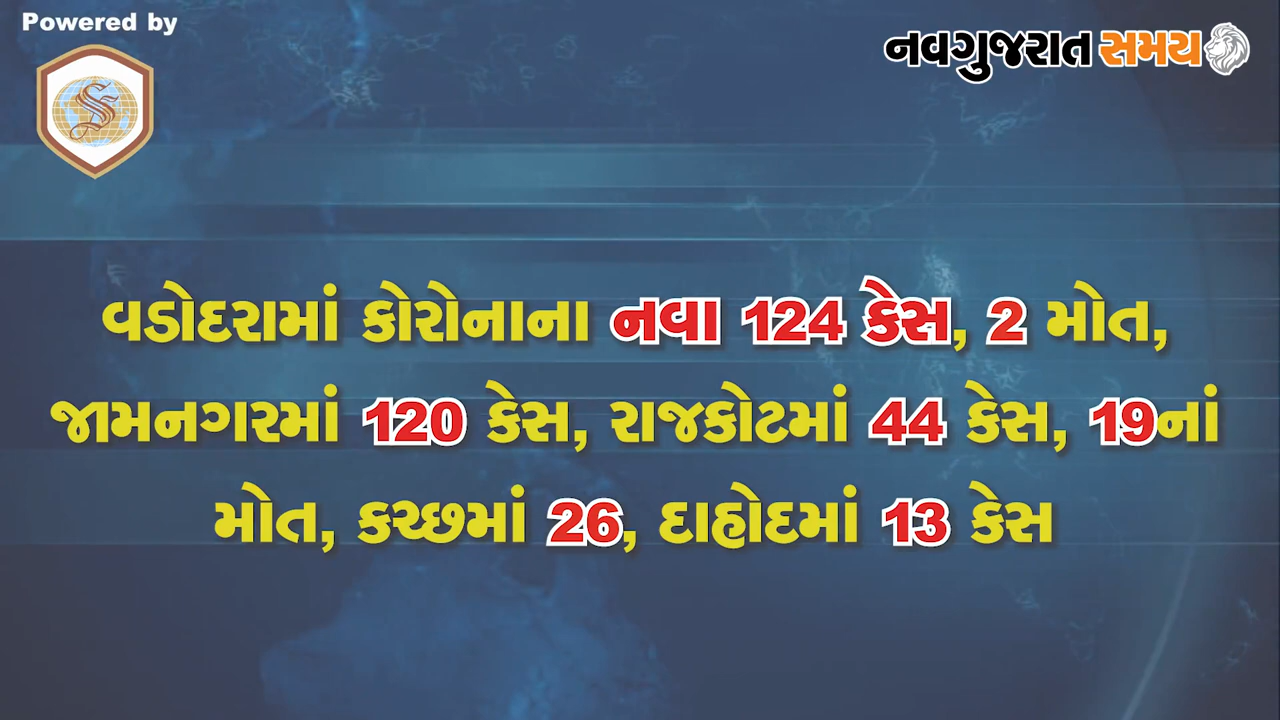 Powered by
નવગુજરાત સમય
વડોદરામાં કોરોનાના નવા 124 કેસ, 2 મોત,
જામનગરમાં 120 કેસ, રાજકોટમાં 44 કેસ, 19નાં
મોત, કચ્છમાં 26, દાહોદમાં 13 કેસ